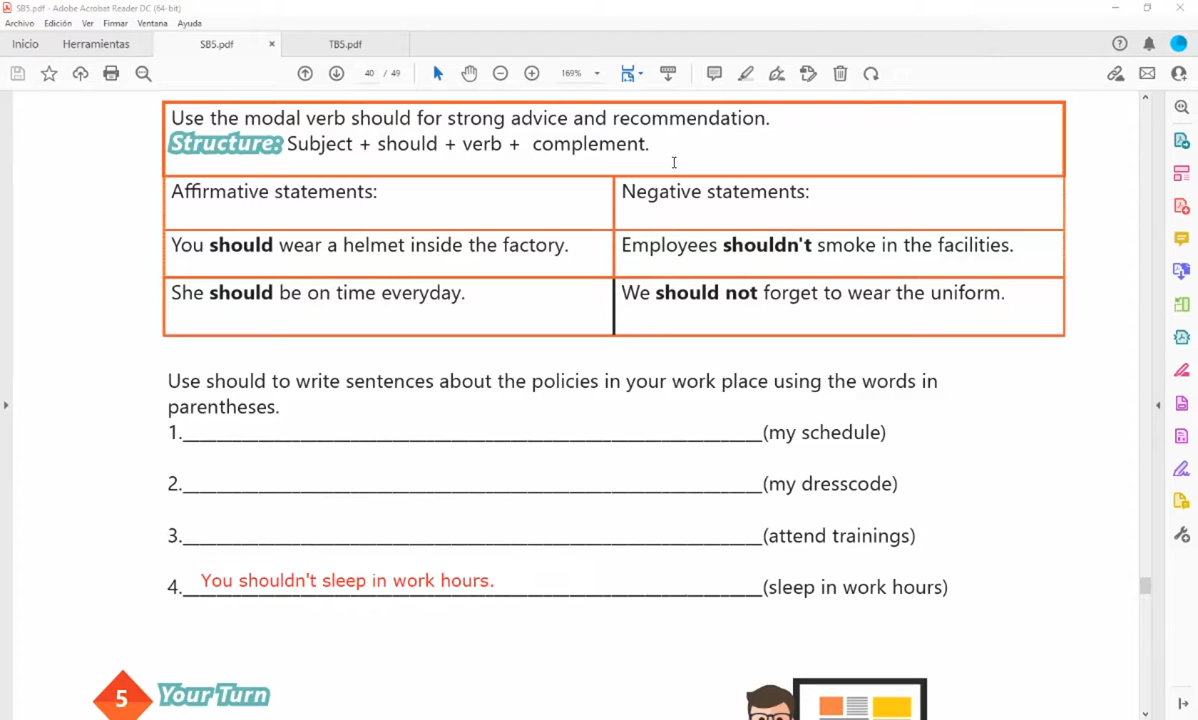 SB5.pdf - Adobe Acrobat Reader DC (64-bit)
Archivo Edición Ver Firmar Ventana Ayuda
Inicio Herramientas SB5.pdf × TB5.pdf
40 / 49 169%
Use the modal verb should for strong advice and recommendation.
Structure: Subject + should + verb + complement.
Affirmative statements: Negative statements:
You should wear a helmet inside the factory. Employees shouldn't smoke in the facilities.
She should be on time everyday. We should not forget to wear the uniform.
Use should to write sentences about the policies in your work place using the words in
parentheses.
1.______________________________(my schedule)
2.______________________________(my dresscode)
3.______________________________(attend trainings)
4. You shouldn't sleep in work hours. (sleep in work hours)
5 Your Turn